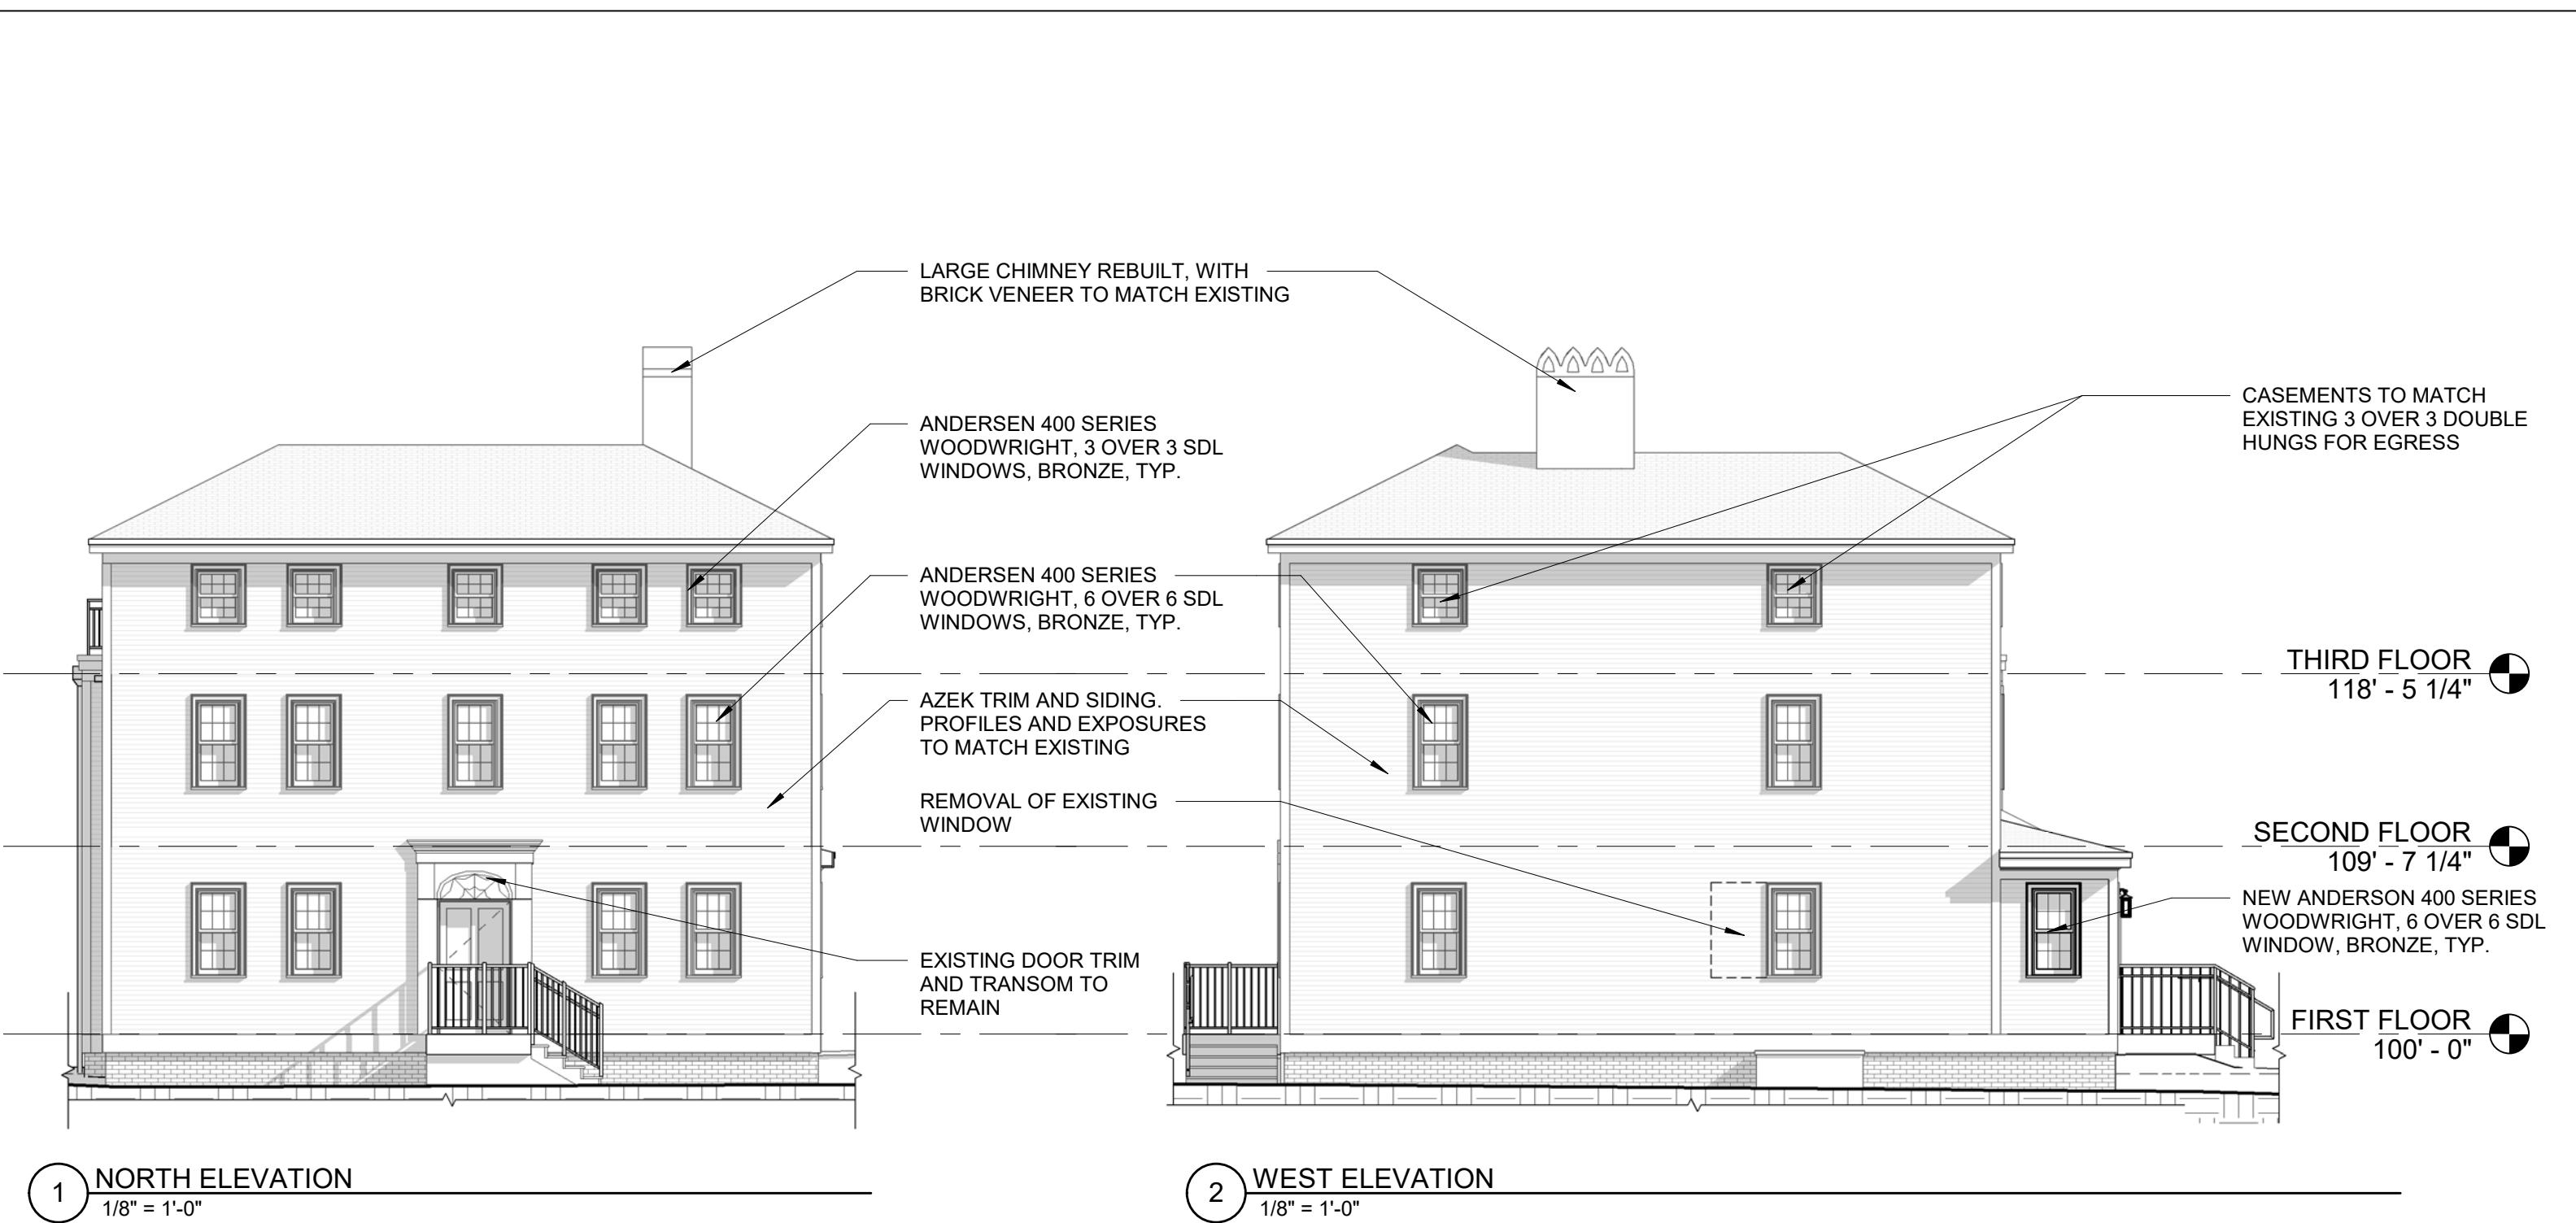 LARGE CHIMNEY REBUILT, WITH
BRICK VENEER TO MATCH EXISTING
ANDERSEN 400 SERIES
WOODWRIGHT, 3 OVER 3 SDL
WINDOWS, BRONZE, TYP.
CASEMENTS TO MATCH
EXISTING 3 OVER 3 DOUBLE
HUNGS FOR EGRESS
ANDERSEN 400 SERIES
WOODWRIGHT, 6 OVER 6 SDL
WINDOWS, BRONZE, TYP.
THIRD FLOOR
118' - 5 1/4"
AZEK TRIM AND SIDING.
PROFILES AND EXPOSURES
TO MATCH EXISTING
REMOVAL OF EXISTING
WINDOW
SECOND FLOOR
109' - 7 1/4"
NEW ANDERSON 400 SERIES
WOODWRIGHT, 6 OVER 6 SDL
WINDOW, BRONZE, TYP.
EXISTING DOOR TRIM
AND TRANSOM TO
REMAIN
FIRST FLOOR
100' - 0"
1 NORTH ELEVATION
1/8" = 1'-0"
2 WEST ELEVATION
1/8" = 1'-0"